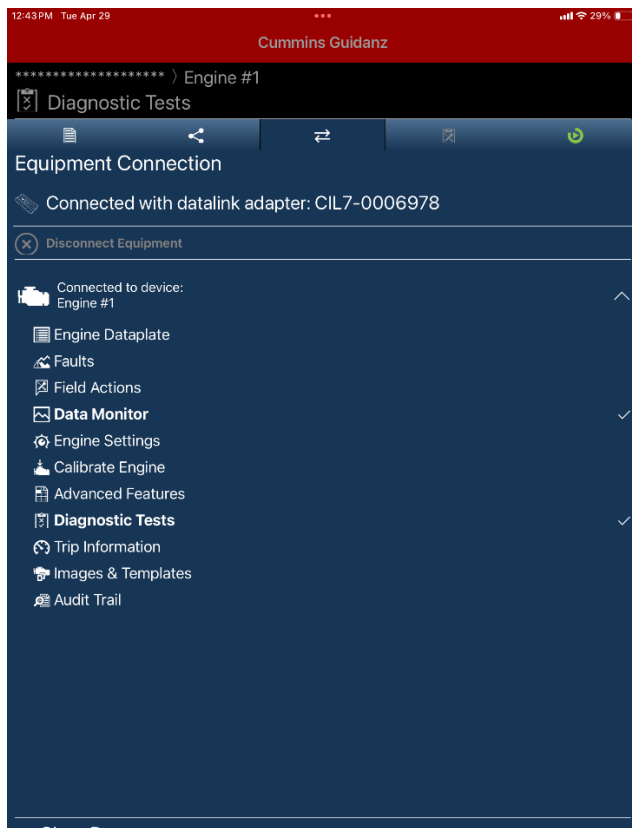 12:43 PM Tue Apr 29
29%
Cummins Guidanz
******************** 〉 Engine #1
Diagnostic Tests
Equipment Connection
Connected with datalink adapter: CIL7-0006978
Disconnect Equipment
Connected to device:
Engine #1
Engine Dataplate
Faults
Field Actions
Data Monitor
Engine Settings
Calibrate Engine
Advanced Features
Diagnostic Tests
Trip Information
Images & Templates
Audit Trail